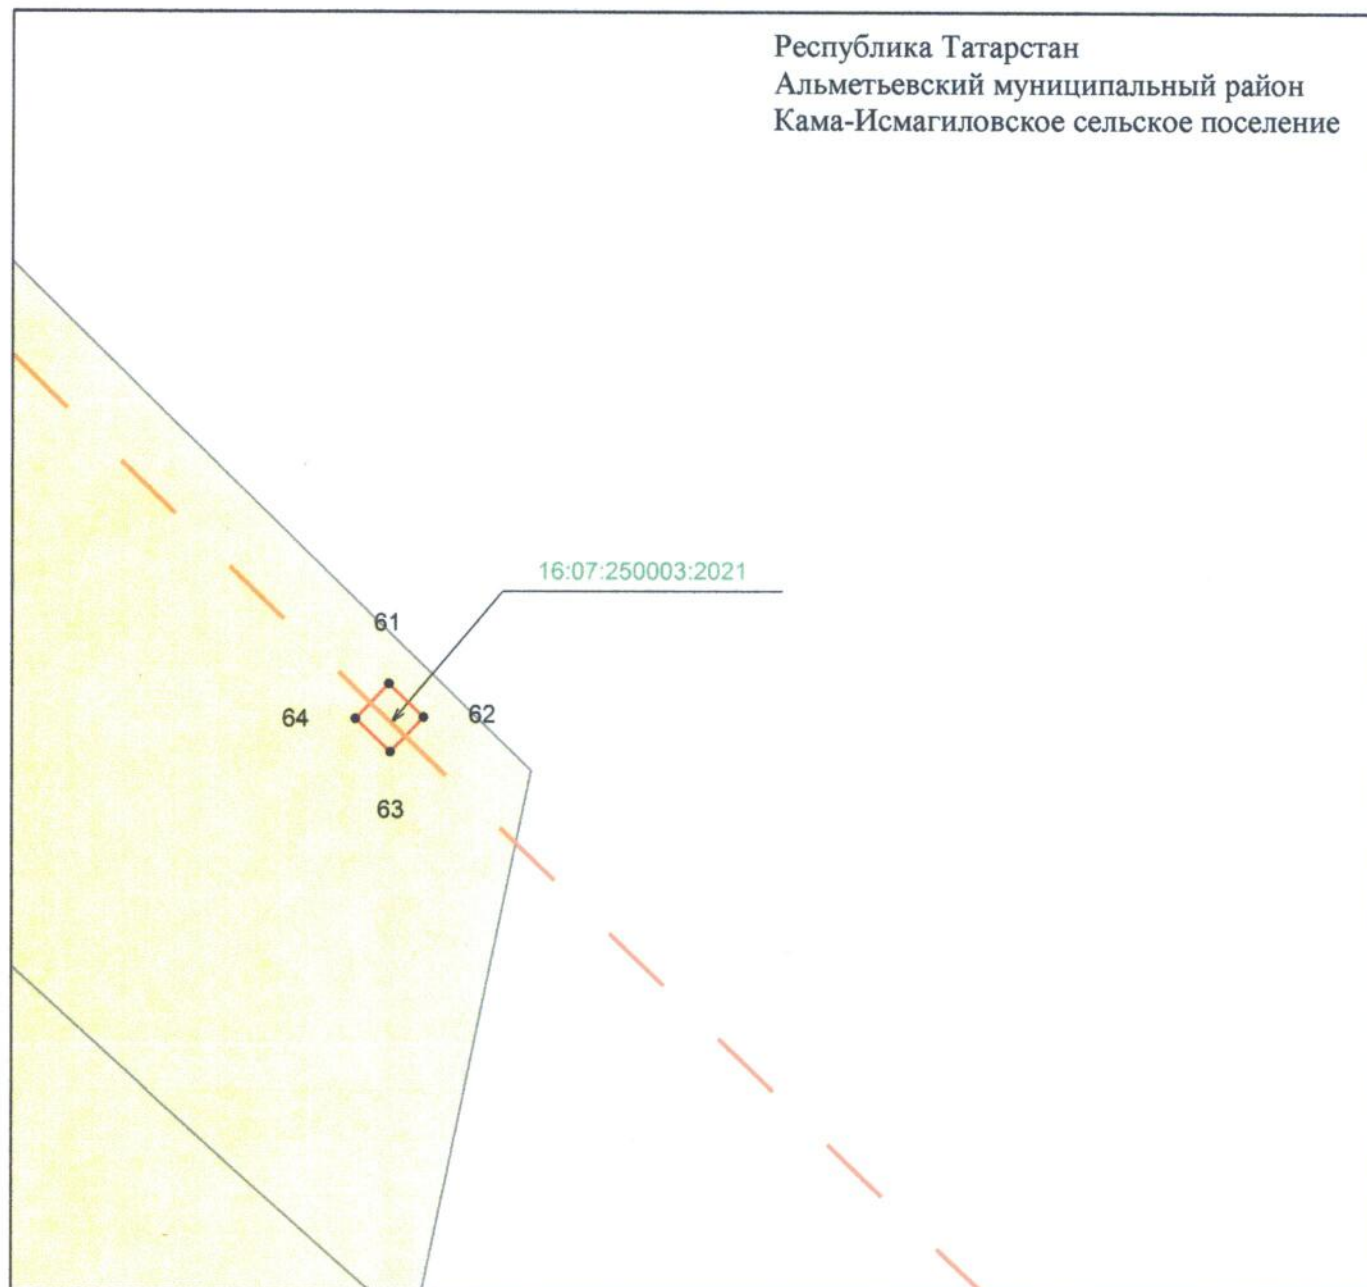 Республика Татарстан
Альметьевский муниципальный район
Кама-Исмагиловское сельское поселение
16:07:250003:2021
61
62
64
63